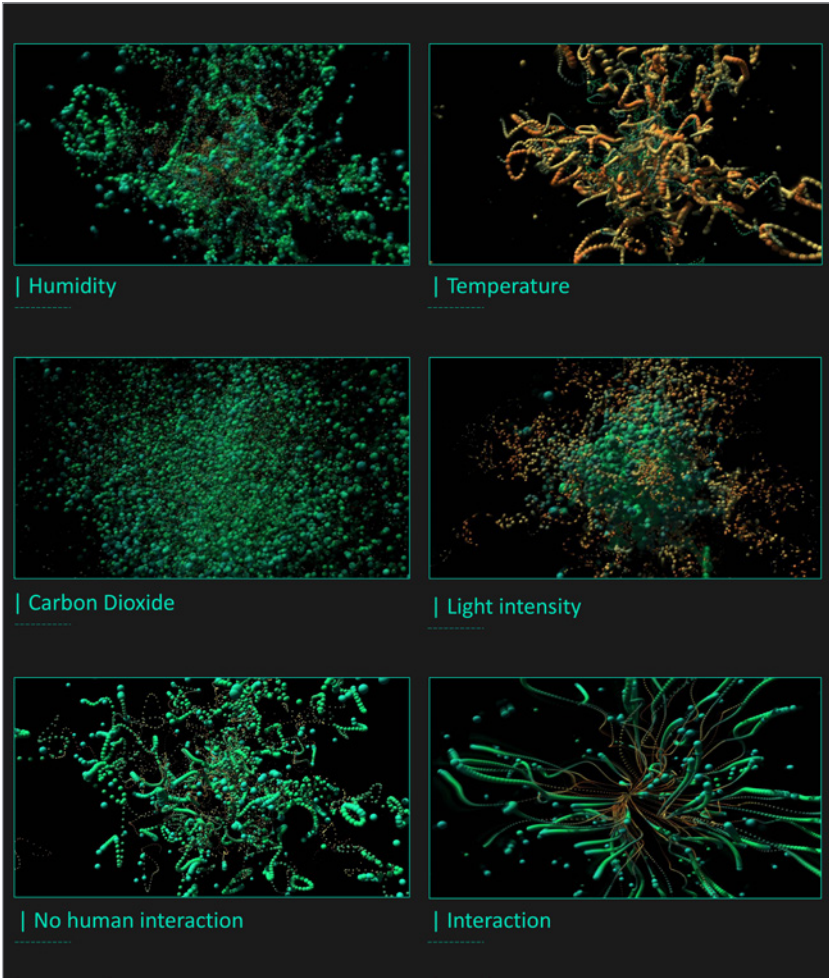 | Humidity
| Temperature
| Carbon Dioxide
| Light intensity
| No human interaction
| Interaction